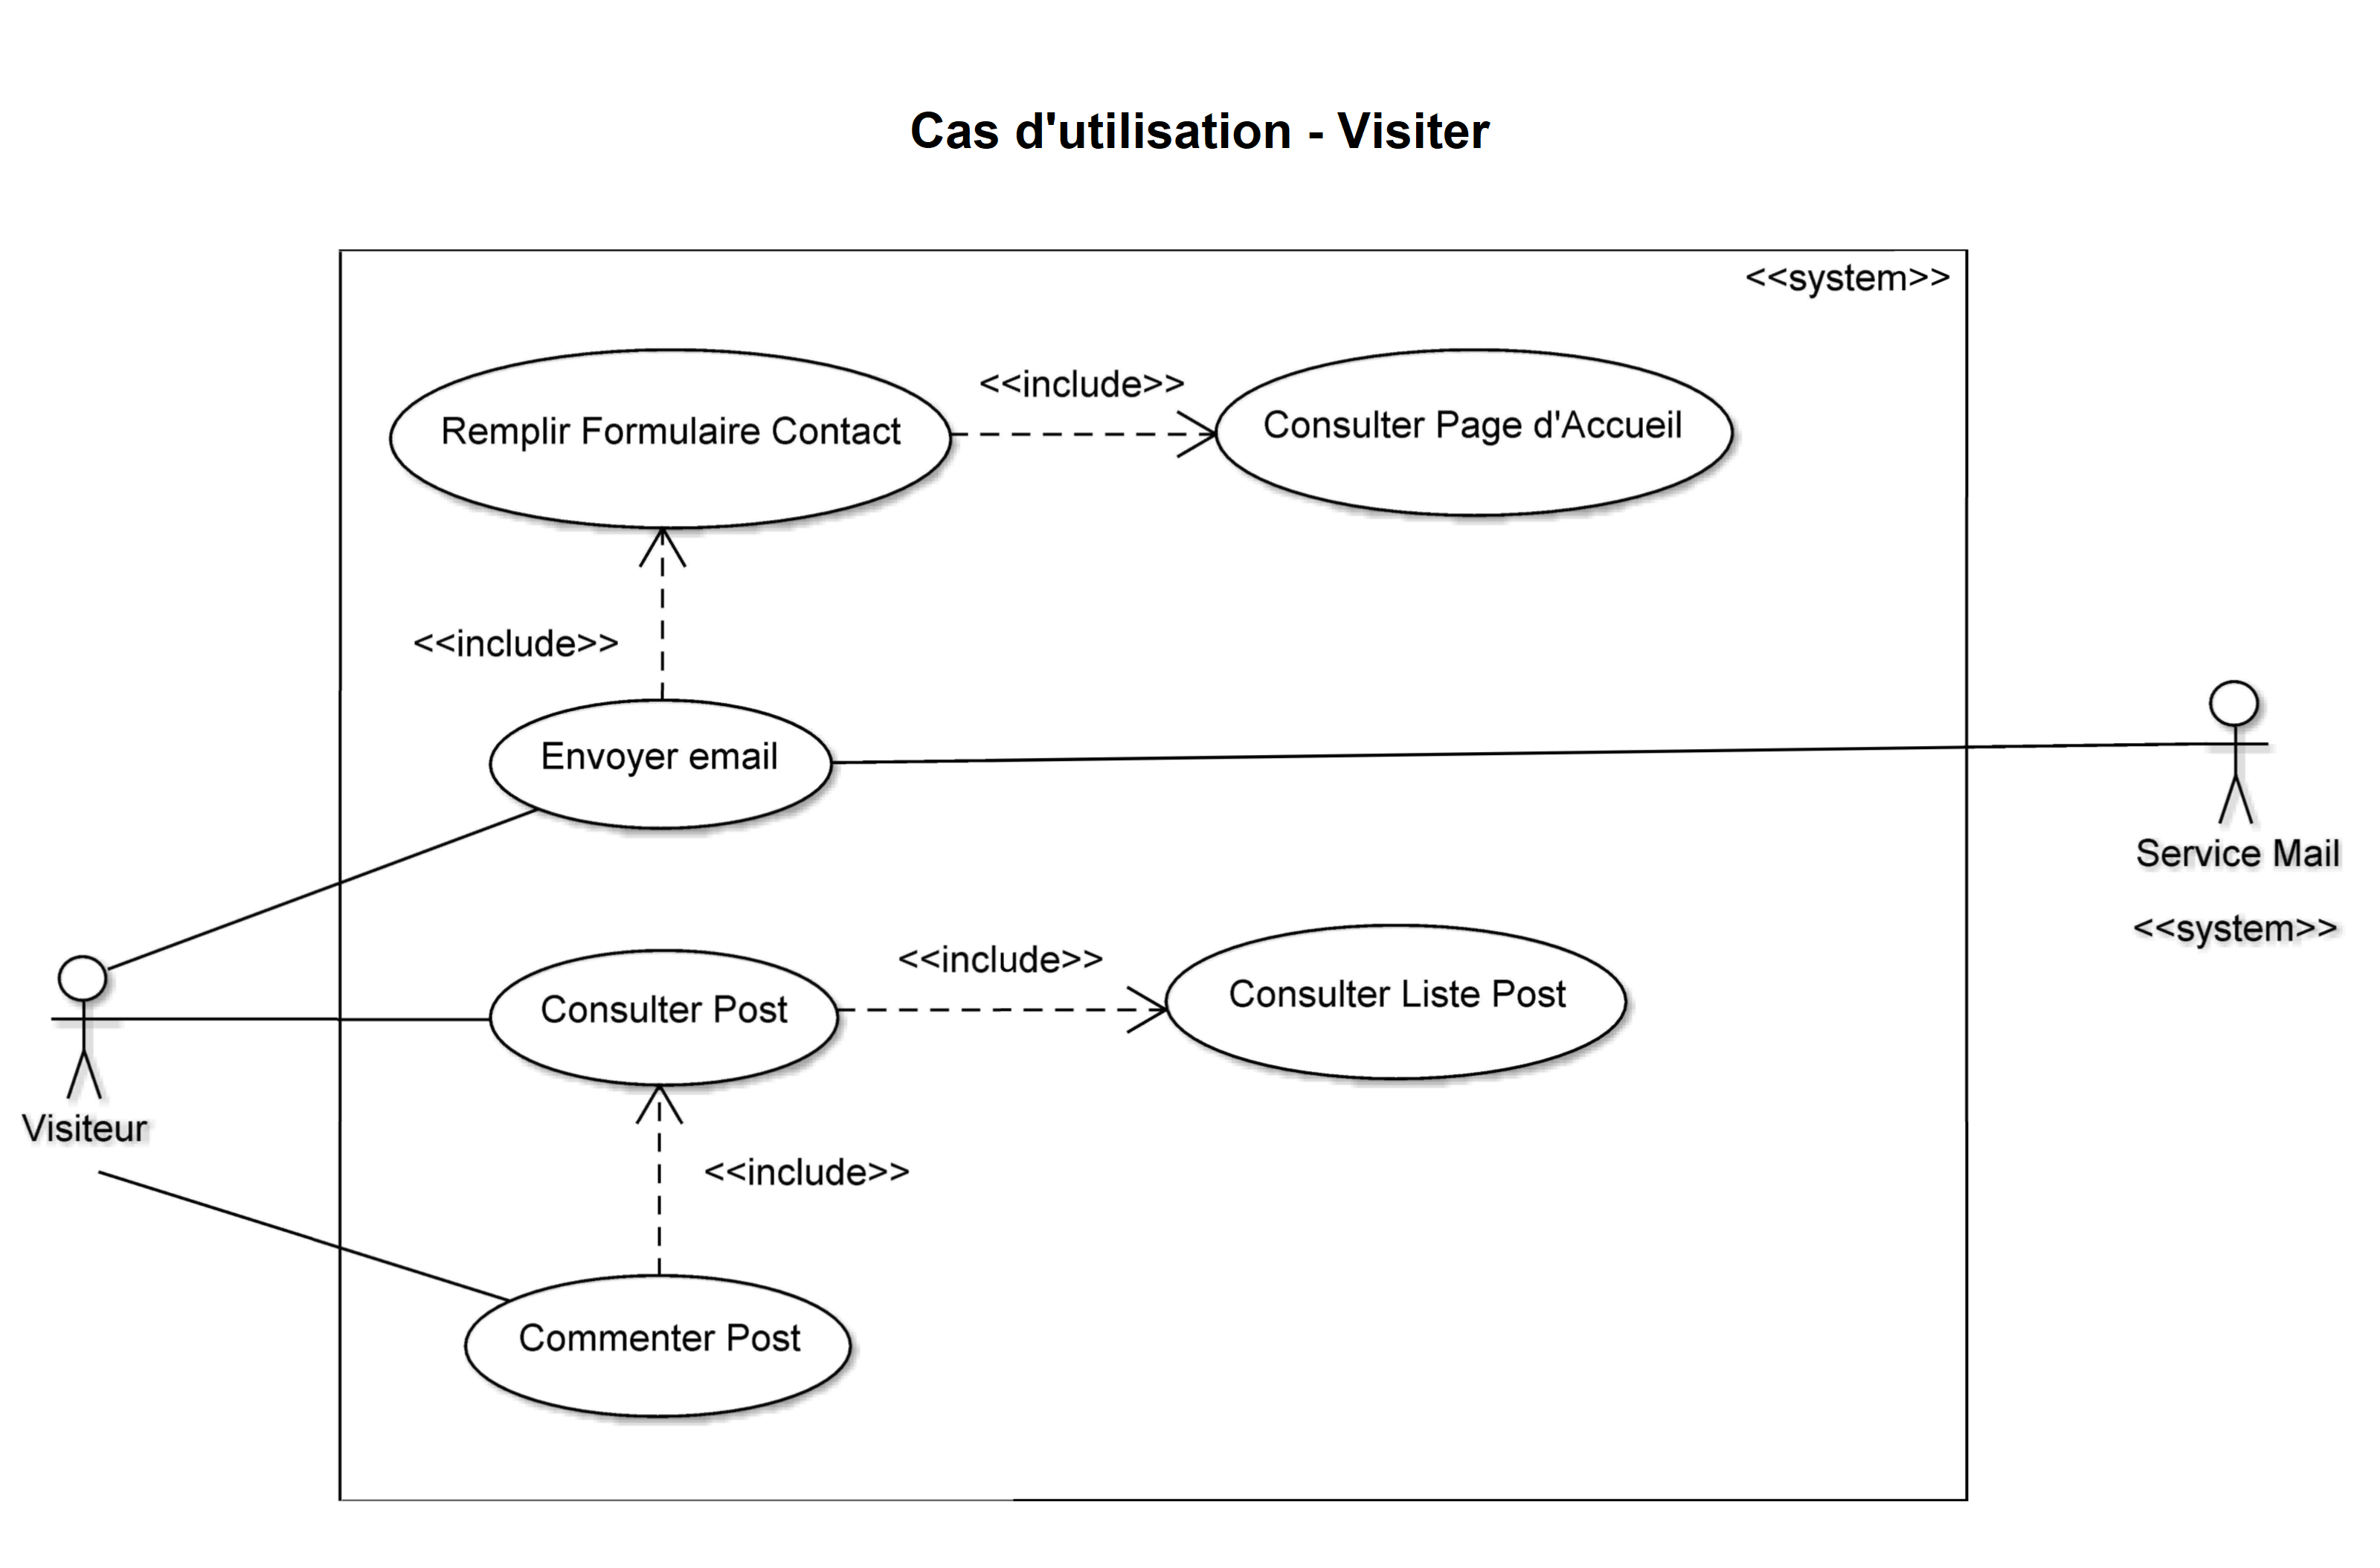 Cas d'utilisation - Visiter
<<system>>
<<include>>
Remplir Formulaire Contact
Consulter Page d'Accueil
<<include>>
Envoyer email
Service Mail
<<system>>
<<include>>
Consulter Post
Consulter Liste Post
Visiteur
<<include>>
Commenter Post